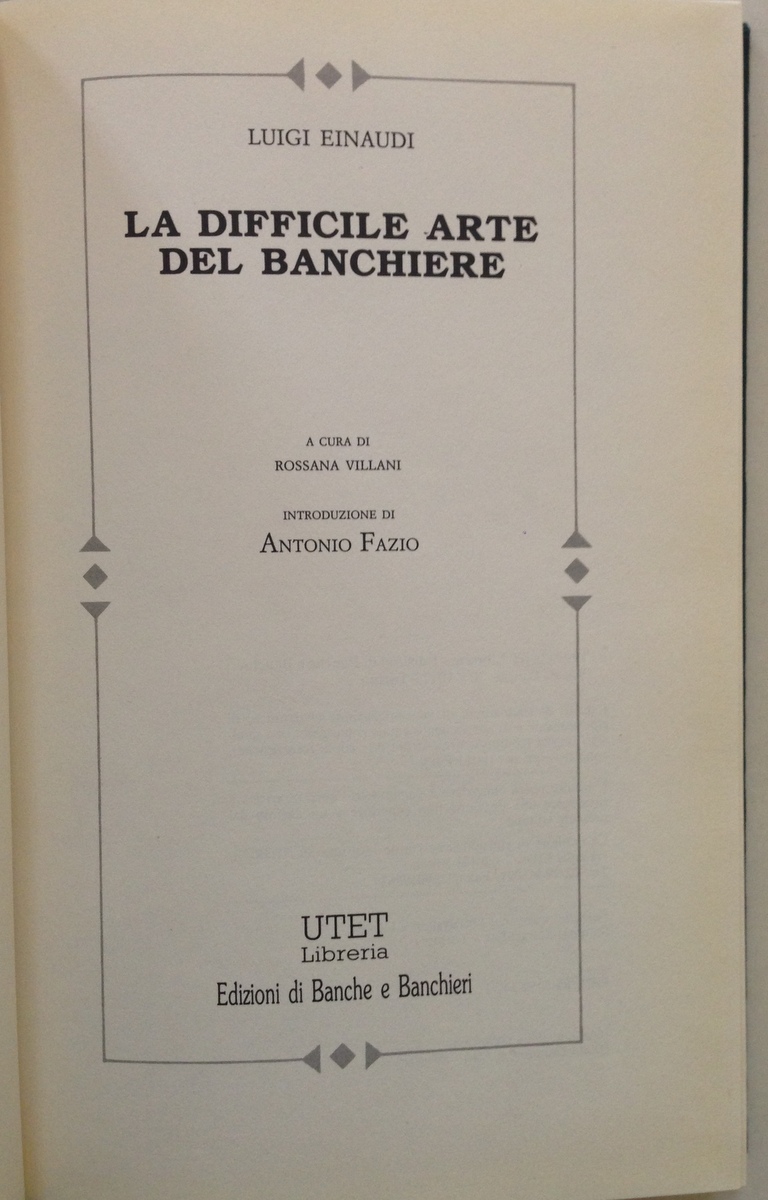 LUIGI EINAUDI
LA DIFFICILE ARTE
DEL BANCHIERE
A CURA DI
ROSSANA VILLANI
INTRODUZIONE DI
ANTONIO FAZIO
UTET
Libreria
Edizioni di Banche e Banchieri